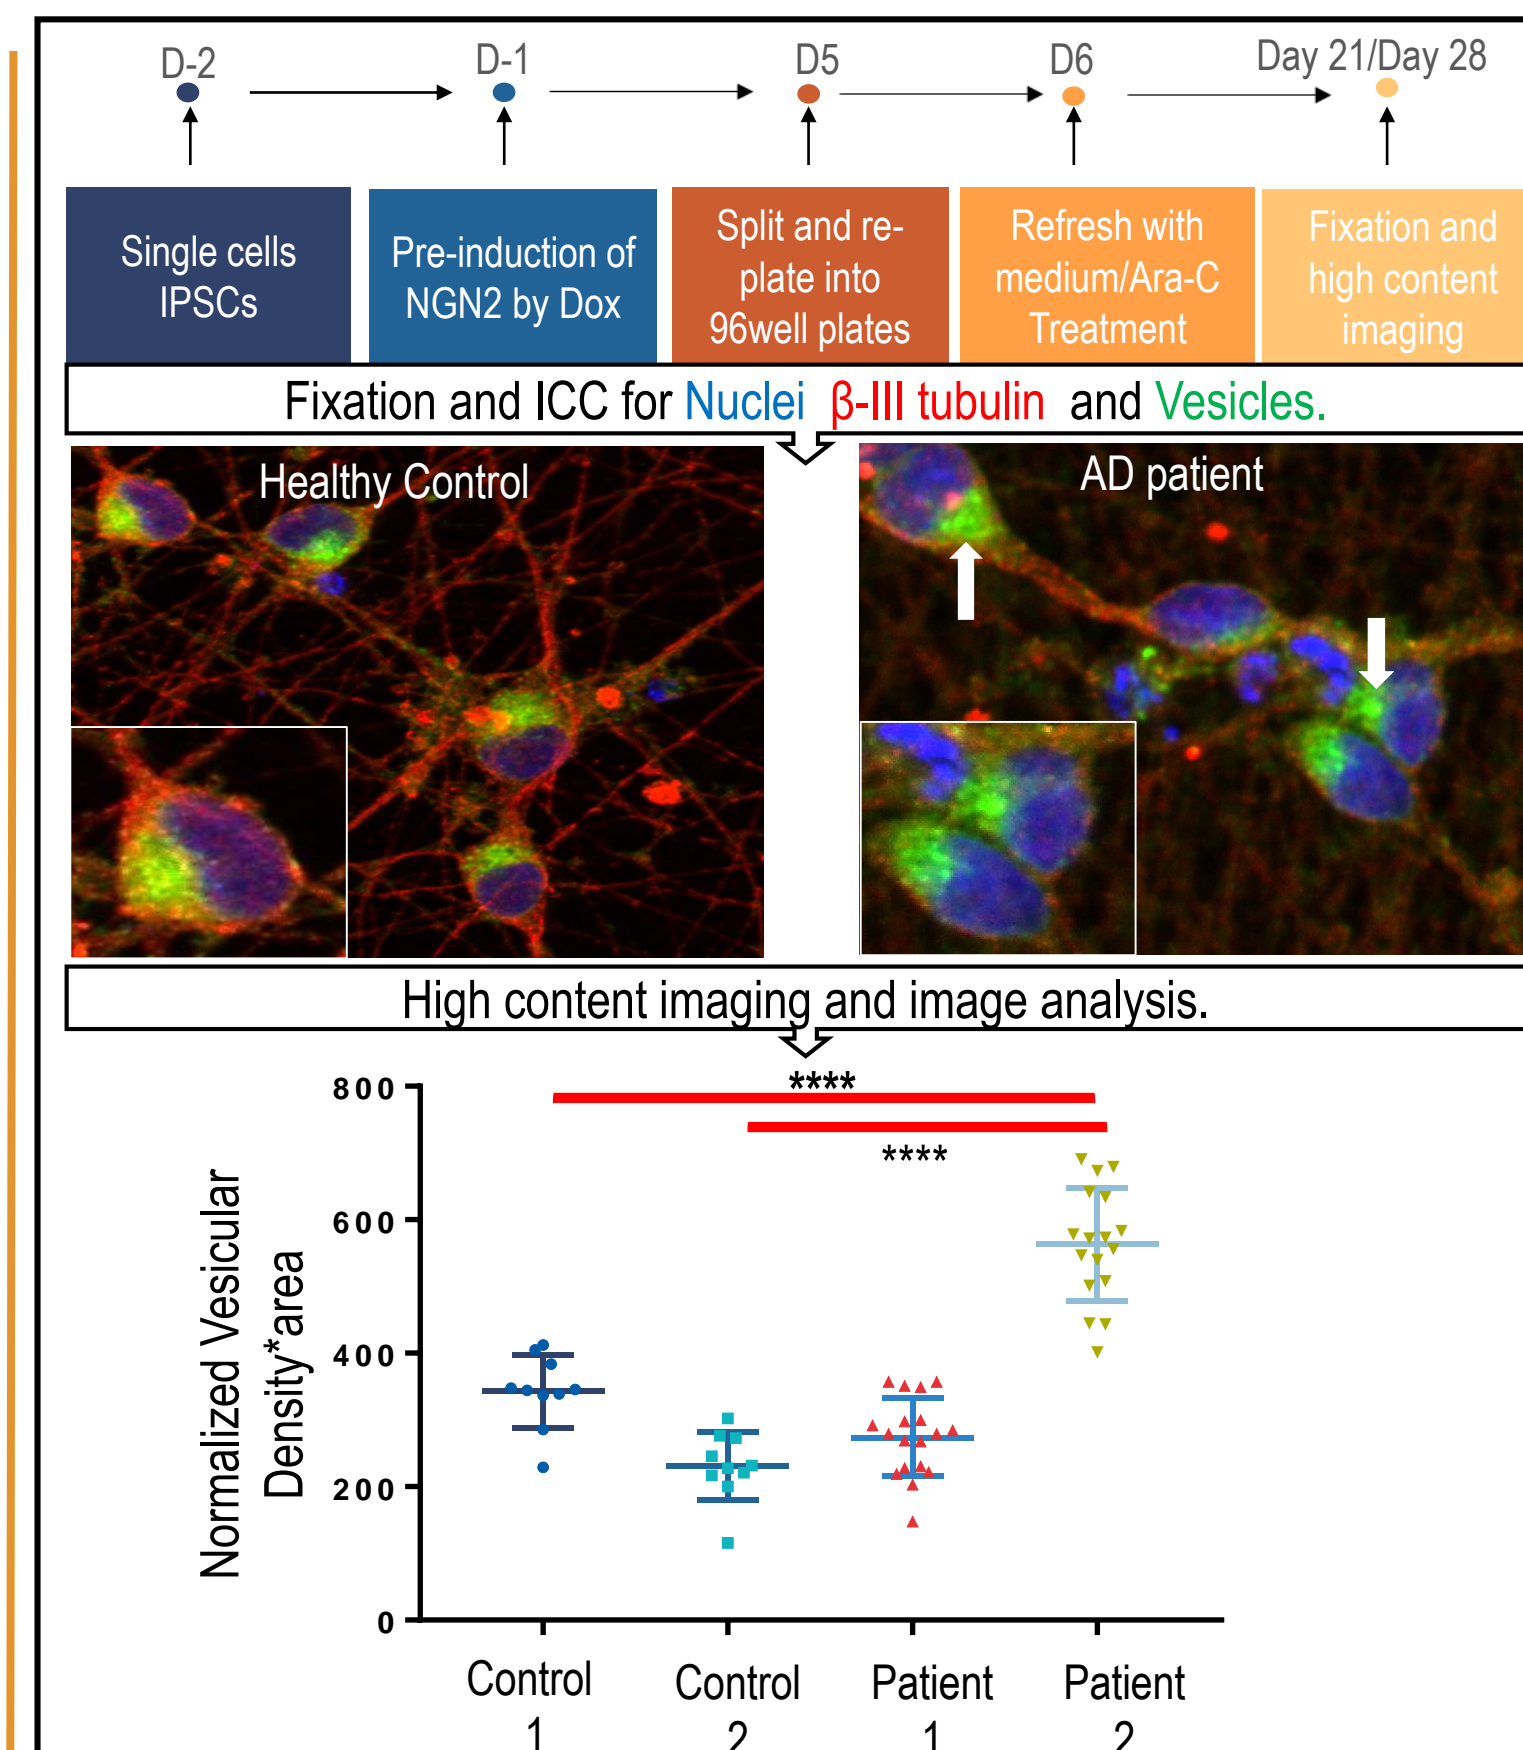 D-2
D-1
D5
D6
Day 21/Day 28
Single cells
IPSCs
Pre-induction of
NGN2 by Dox
Split and re-
plate into
96well plates
Refresh with
medium/Ara-C
Treatment
Fixation and
high content
imaging
Fixation and ICC for Nuclei β-III tubulin and Vesicles.
Healthy Control
AD patient
High content imaging and image analysis.
****
****
800
600
400
200
0
Normalized Vesicular
Density*area
Control
1
Control
2
Patient
1
Patient
2